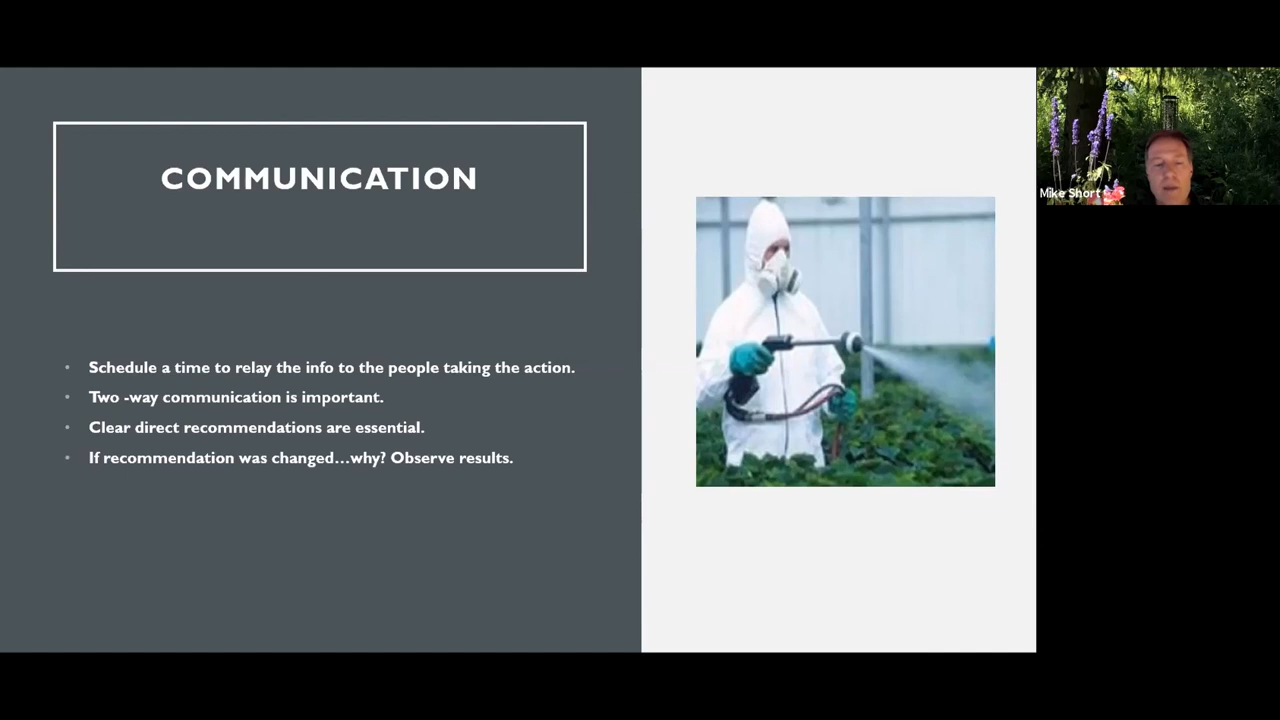 COMMUNICATION
Schedule a time to relay the info to the people taking the action.
Two -way communication is important.
Clear direct recommendations are essential.
If recommendation was changed...why? Observe results.
Mike Short